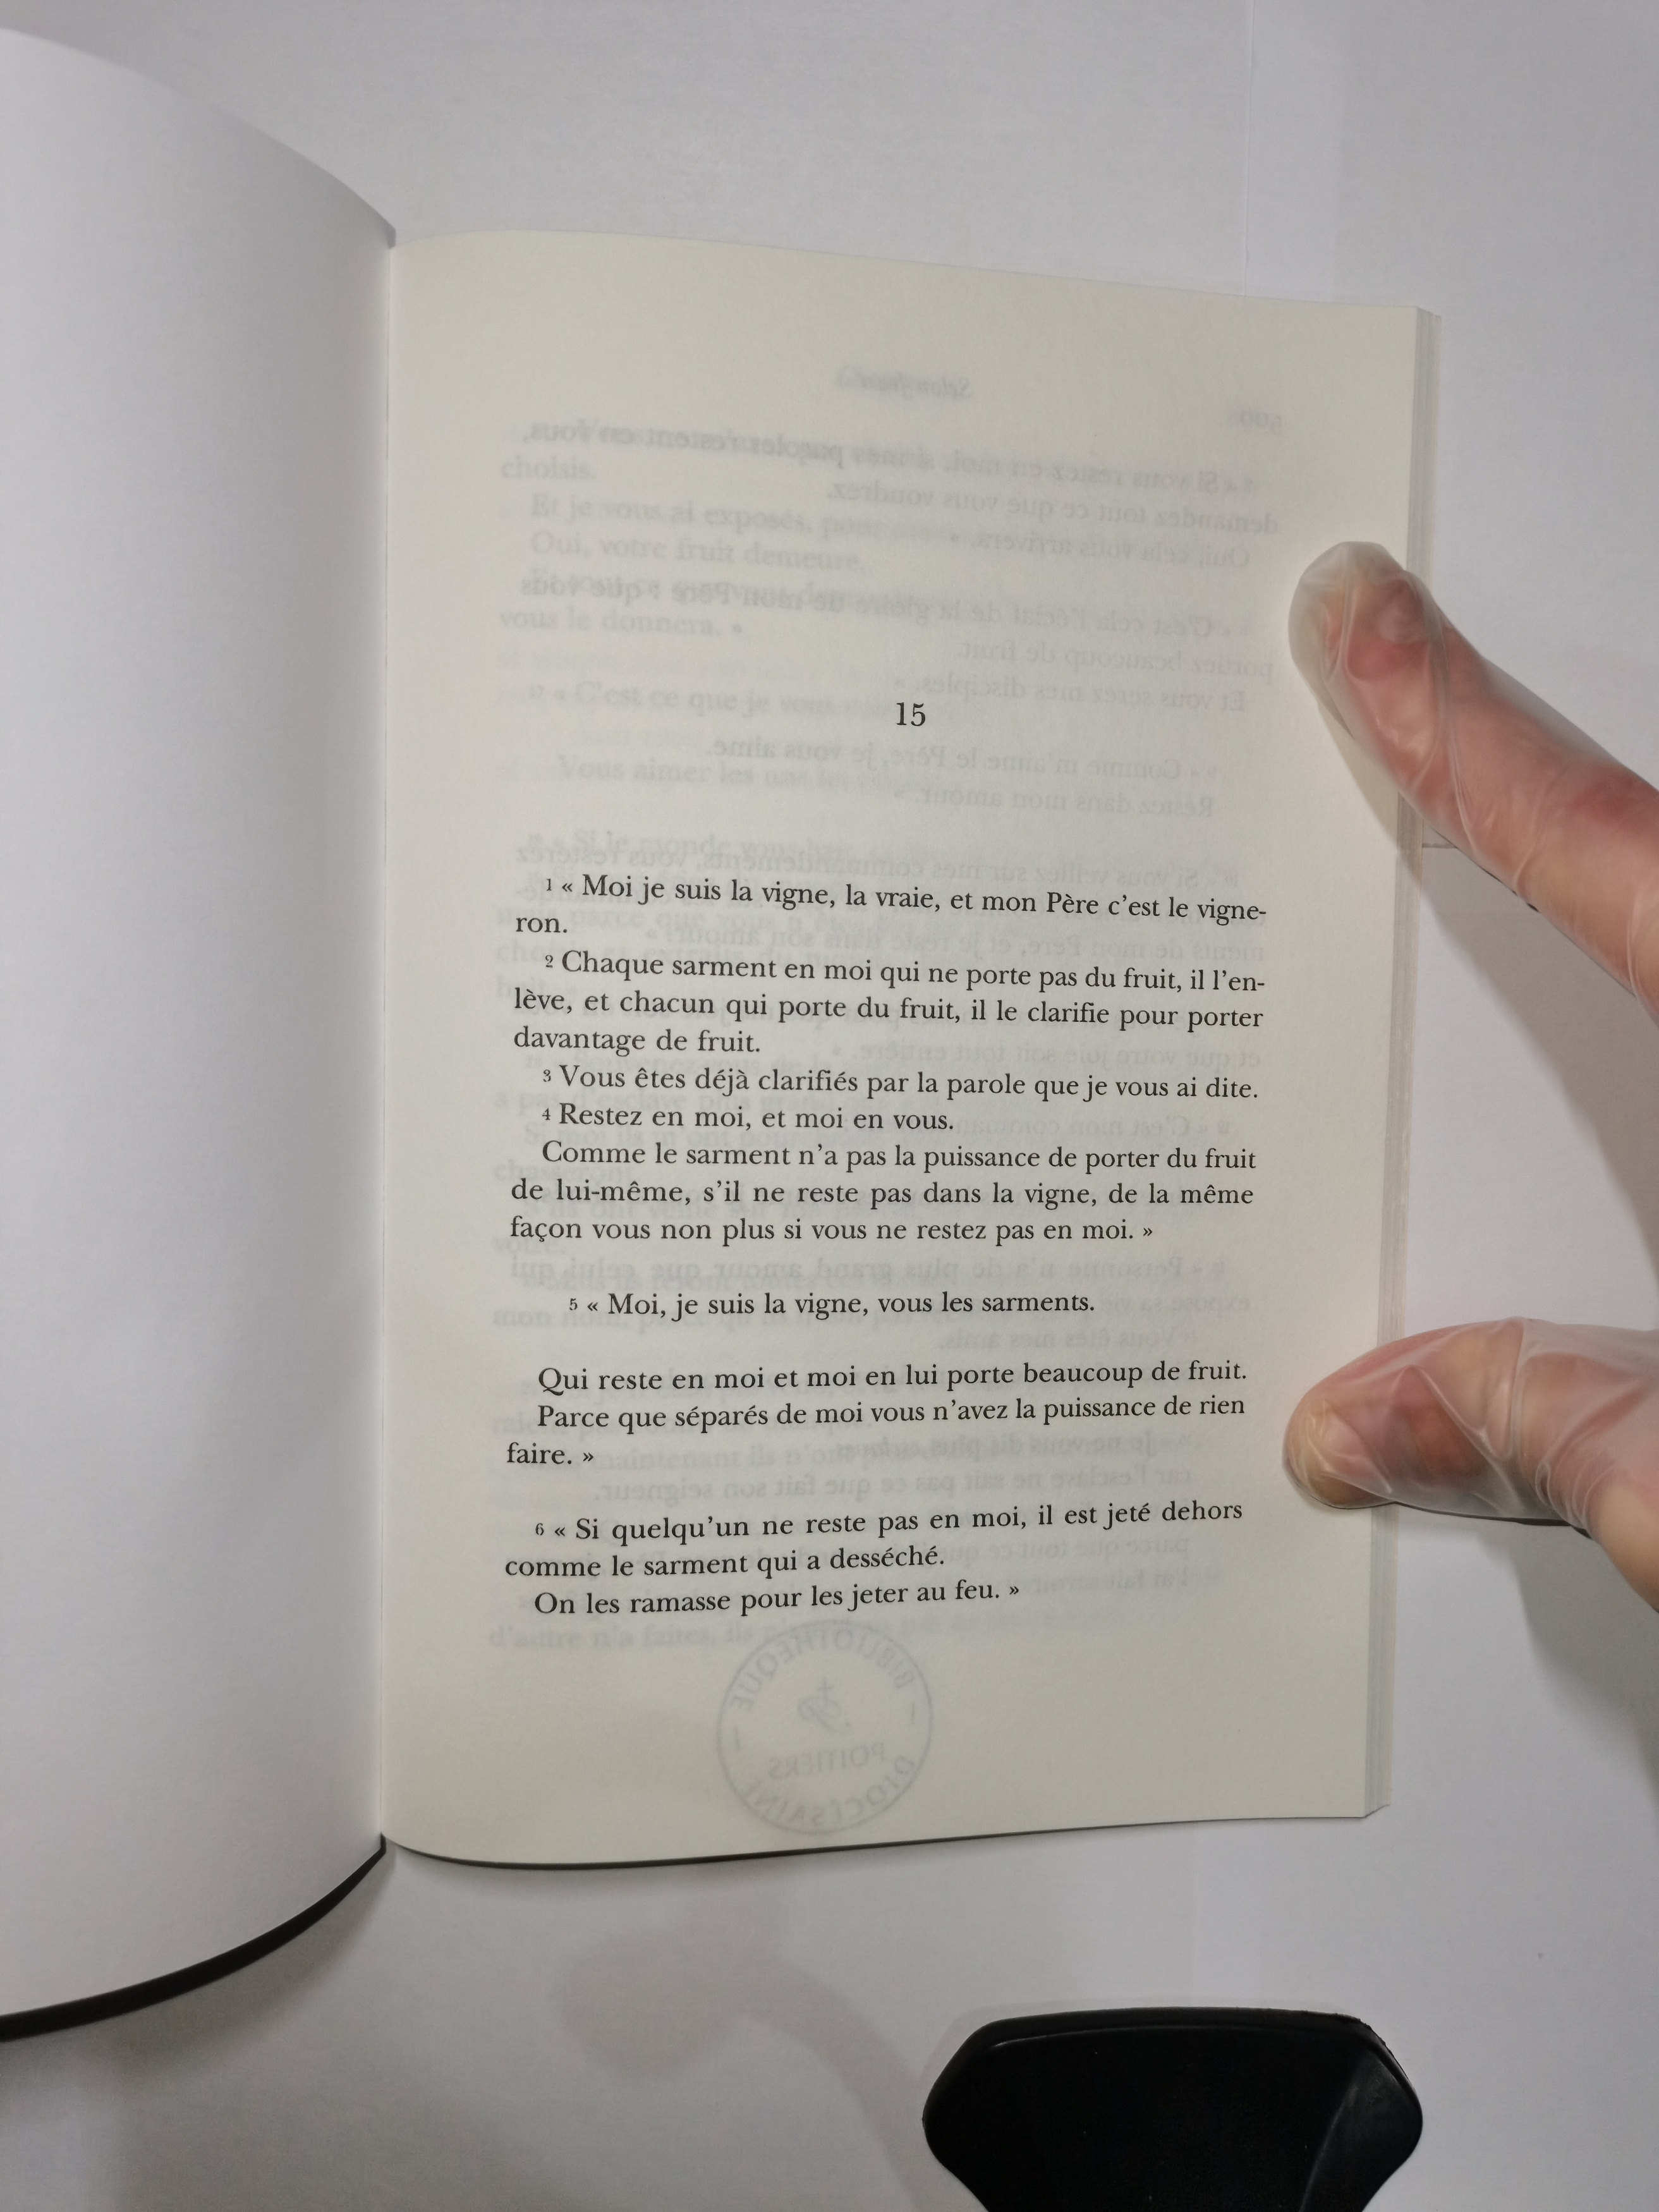 15
1 « Moi je suis la vigne, la vraie, et mon Père c’est le vigne-
ron.
2 Chaque sarment en moi qui ne porte pas du fruit, il l’en-
lève, et chacun qui porte du fruit, il le clarifie pour porter
davantage de fruit.
3 Vous êtes déjà clarifiés par la parole que je vous ai dite.
4 Restez en moi, et moi en vous.
Comme le sarment n’a pas la puissance de porter du fruit
de lui-même, s’il ne reste pas dans la vigne, de la même
façon vous non plus si vous ne restez pas en moi. »
5 « Moi, je suis la vigne, vous les sarments.
Qui reste en moi et moi en lui porte beaucoup de fruit.
Parce que séparés de moi vous n’avez la puissance de rien
faire. »
6 « Si quelqu’un ne reste pas en moi, il est jeté dehors
comme le sarment qui a desséché.
On les ramasse pour les jeter au feu. »
BIBLIOTHÈQUE
DIOCÉSAINE
POITIERS